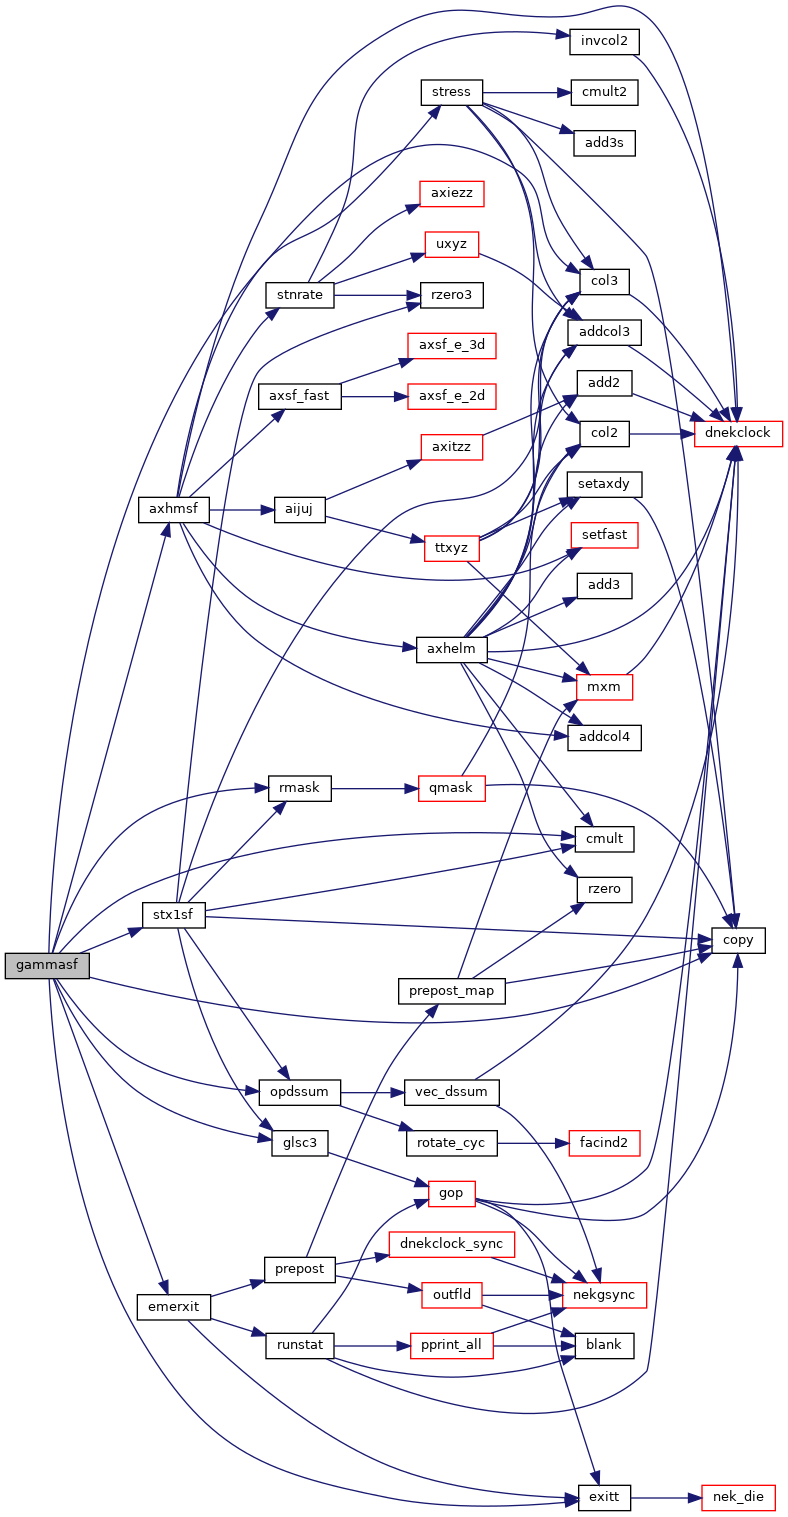 invcol2
stress
cmult2
add3s
axiezz
uxyz
stnrate
rzero3
col3
addcol3
axsf_e_3d
axsf_fast
axsf_e_2d
add2
dnekclock
col2
axitzz
setaxdy
axhmsf
aijuj
setfast
ttxyz
add3
axhelm
mxm
addcol4
rmask
qmask
cmult
rzero
stx1sf
copy
gammasf
prepost_map
opdssum
vec_dssum
glsc3
rotate_cyc
facind2
gop
dnekclock_sync
prepost
outfld
nekgsync
emerxit
runstat
pprint_all
blank
exitt
nek_die